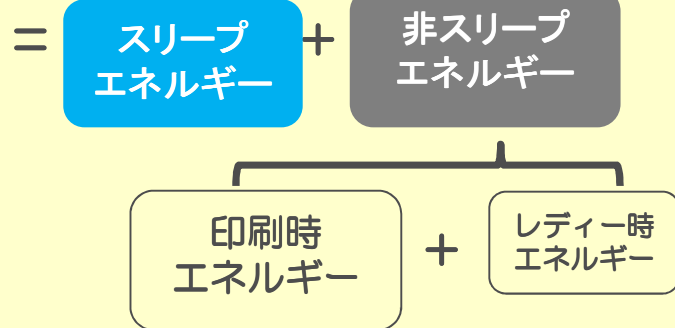 = スリープ
エネルギー
+
非スリープ
エネルギー
印刷時
エネルギー
+
レディー時
エネルギー